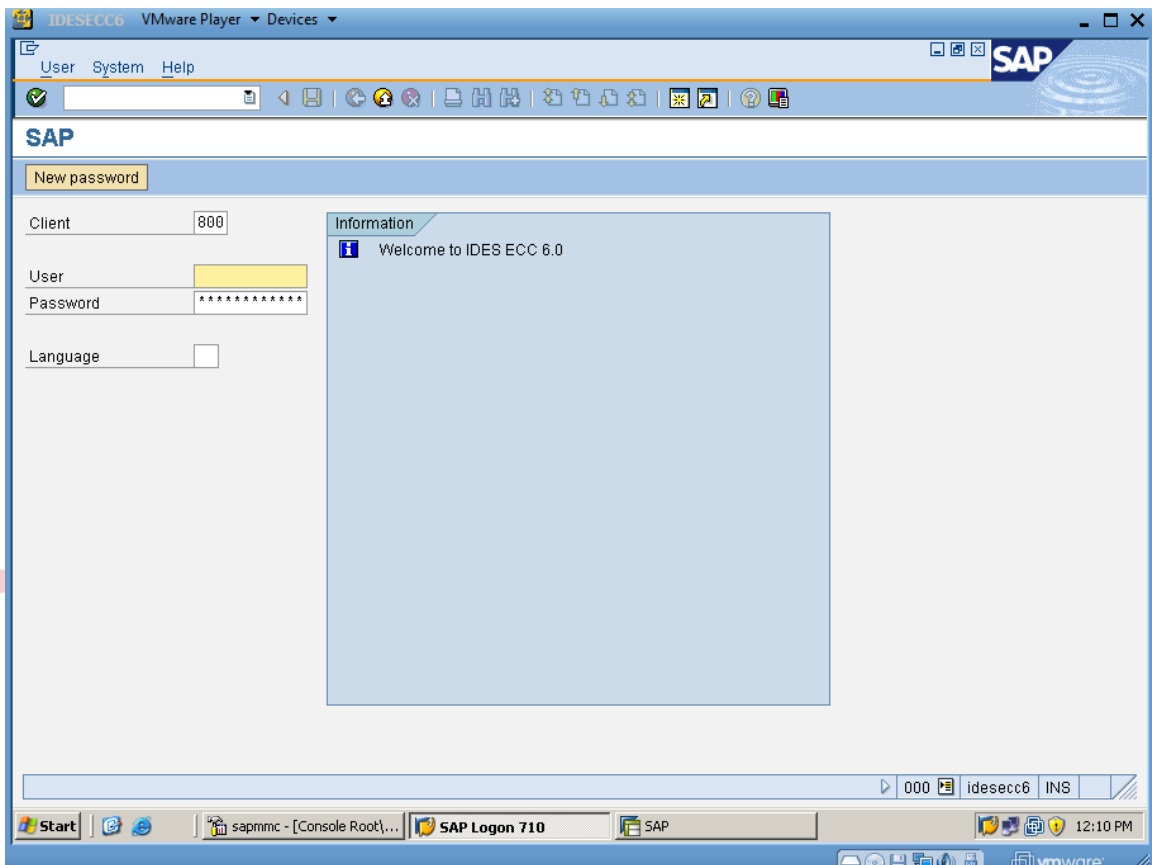 IDESECC6 VMware Player Devices
User System Help
SAP
SAP
New password
Client 800
Information
Welcome to IDES ECC 6.0
User
Password ************
Language
000 idesecc6 INS
Start sapmmc - [Console Root\... SAP Logon 710 SAP 12:10 PM
vmware